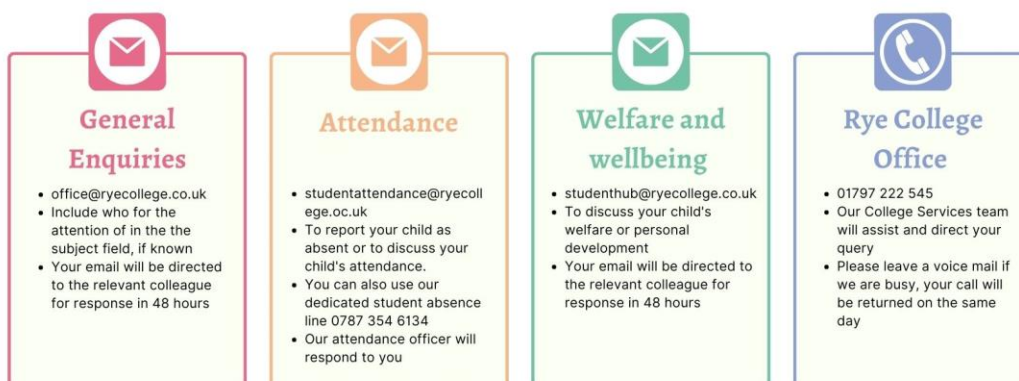 General
Enquiries
• office@ryecollege.co.uk
• Include who for the
attention of in the the
subject field, if known
• Your email will be directed
to the relevant colleague
for response in 48 hours
Attendance
• studentattendance@ryecoll
ege.oc.uk
• To report your child as
absent or to discuss your
child's attendance.
• You can also use our
dedicated student absence
line 0787 354 6134
• Our attendance officer will
respond to you
Welfare and
wellbeing
• studenthub@ryecollege.co.uk
• To discuss your child's
welfare or personal
development
• Your email will be directed to
the relevant colleague for
response in 48 hours
Rye College
Office
• 01797 222 545
• Our College Services team
will assist and direct your
query
• Please leave a voice mail if
we are busy, your call will
be returned on the same
day